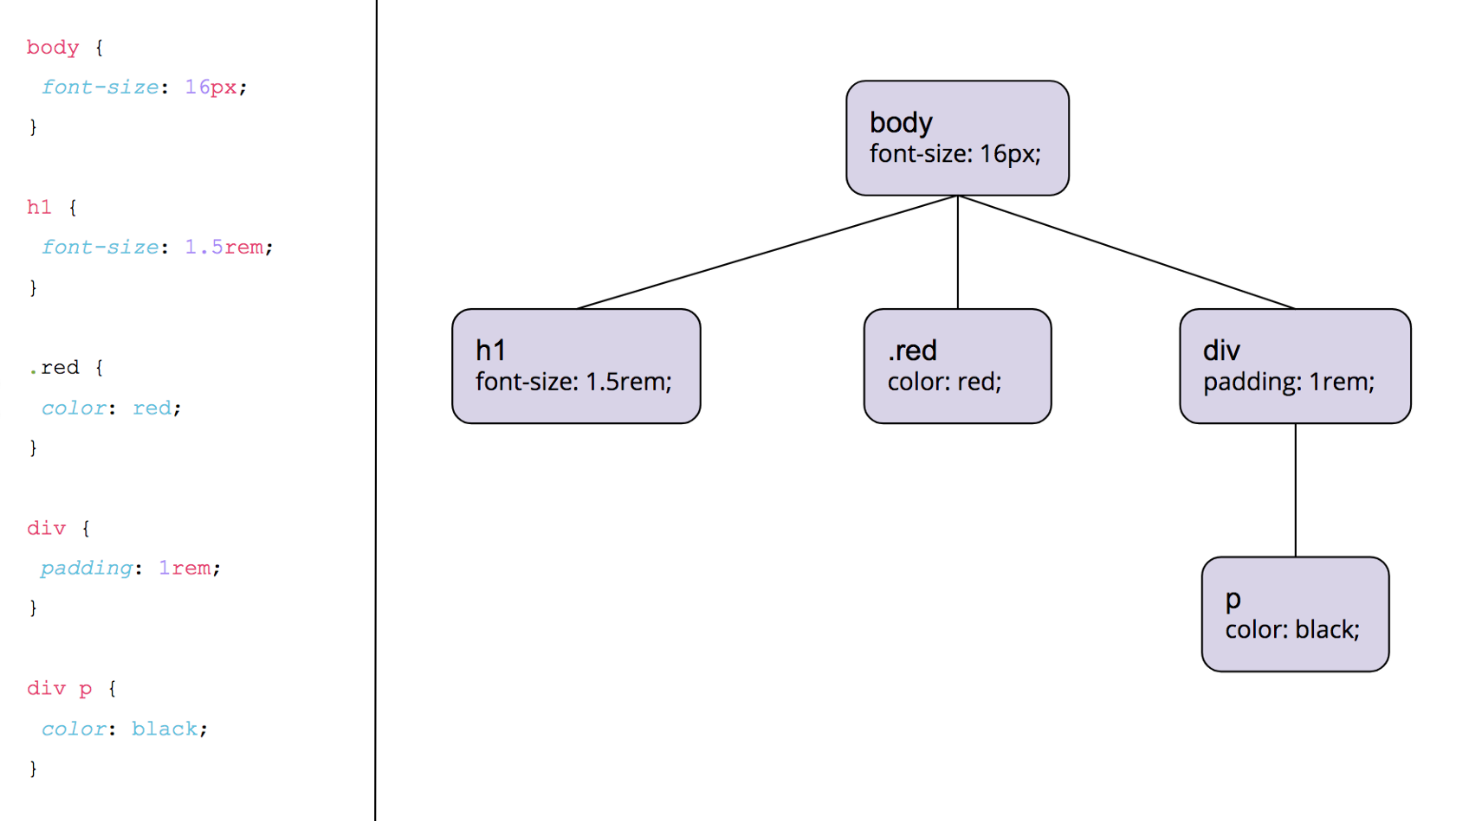 body {
font-size: 16px;
}
h1 {
font-size: 1.5rem;
}
.red {
color: red;
}
div {
padding: 1rem;
}
div p {
color: black;
}
body
font-size: 16px;
h1
font-size: 1.5rem;
.red
color: red;
div
padding: 1rem;
p
color: black;